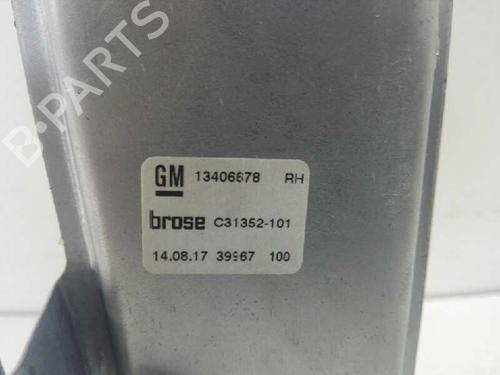 B-PARTS
GM 13406678 RH
brose C31352-101
14.08.17 39967 100